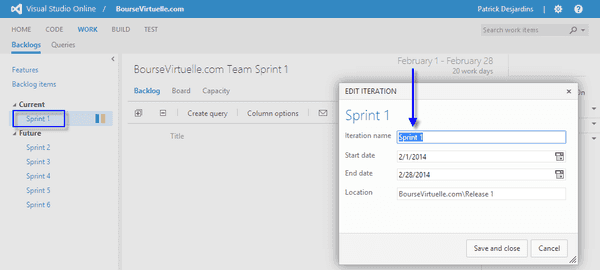 Visual Studio Online / BourseVirtuelle.com
Patrick Desjardins
HOME CODE WORK BUILD TEST
Search work items
Backlogs Queries
Features
Backlog items
Current
Sprint 1
Future
Sprint 2
Sprint 3
Sprint 4
Sprint 5
Sprint 6
BourseVirtuelle.com Team Sprint 1
February 1 - February 28
20 work days
Backlog Board Capacity
Create query Column options
Title
EDIT ITERATION
Sprint 1
Iteration name Sprint 1
Start date 2/1/2014
End date 2/28/2014
Location BourseVirtuelle.com\Release 1
Save and close Cancel